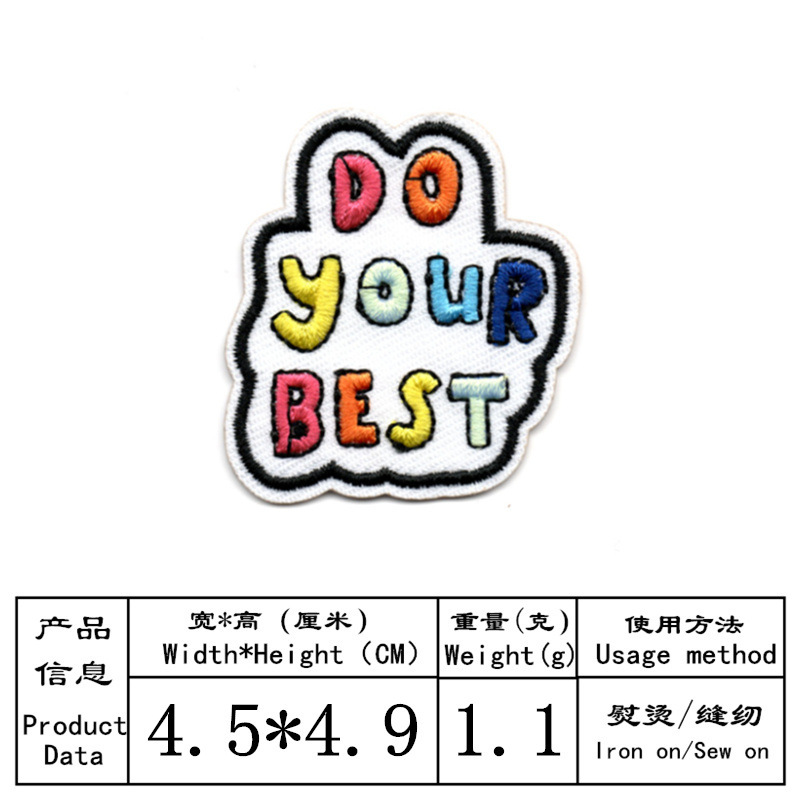 DO
YOUR
BEST
产品
信息
Product
Data
宽*高(厘米)
Width*Height(CM)
重量(克)
Weight(g)
使用方法
Usage method
4.5*4.9
1.1
熨烫/缝纫
Iron on/Sew on